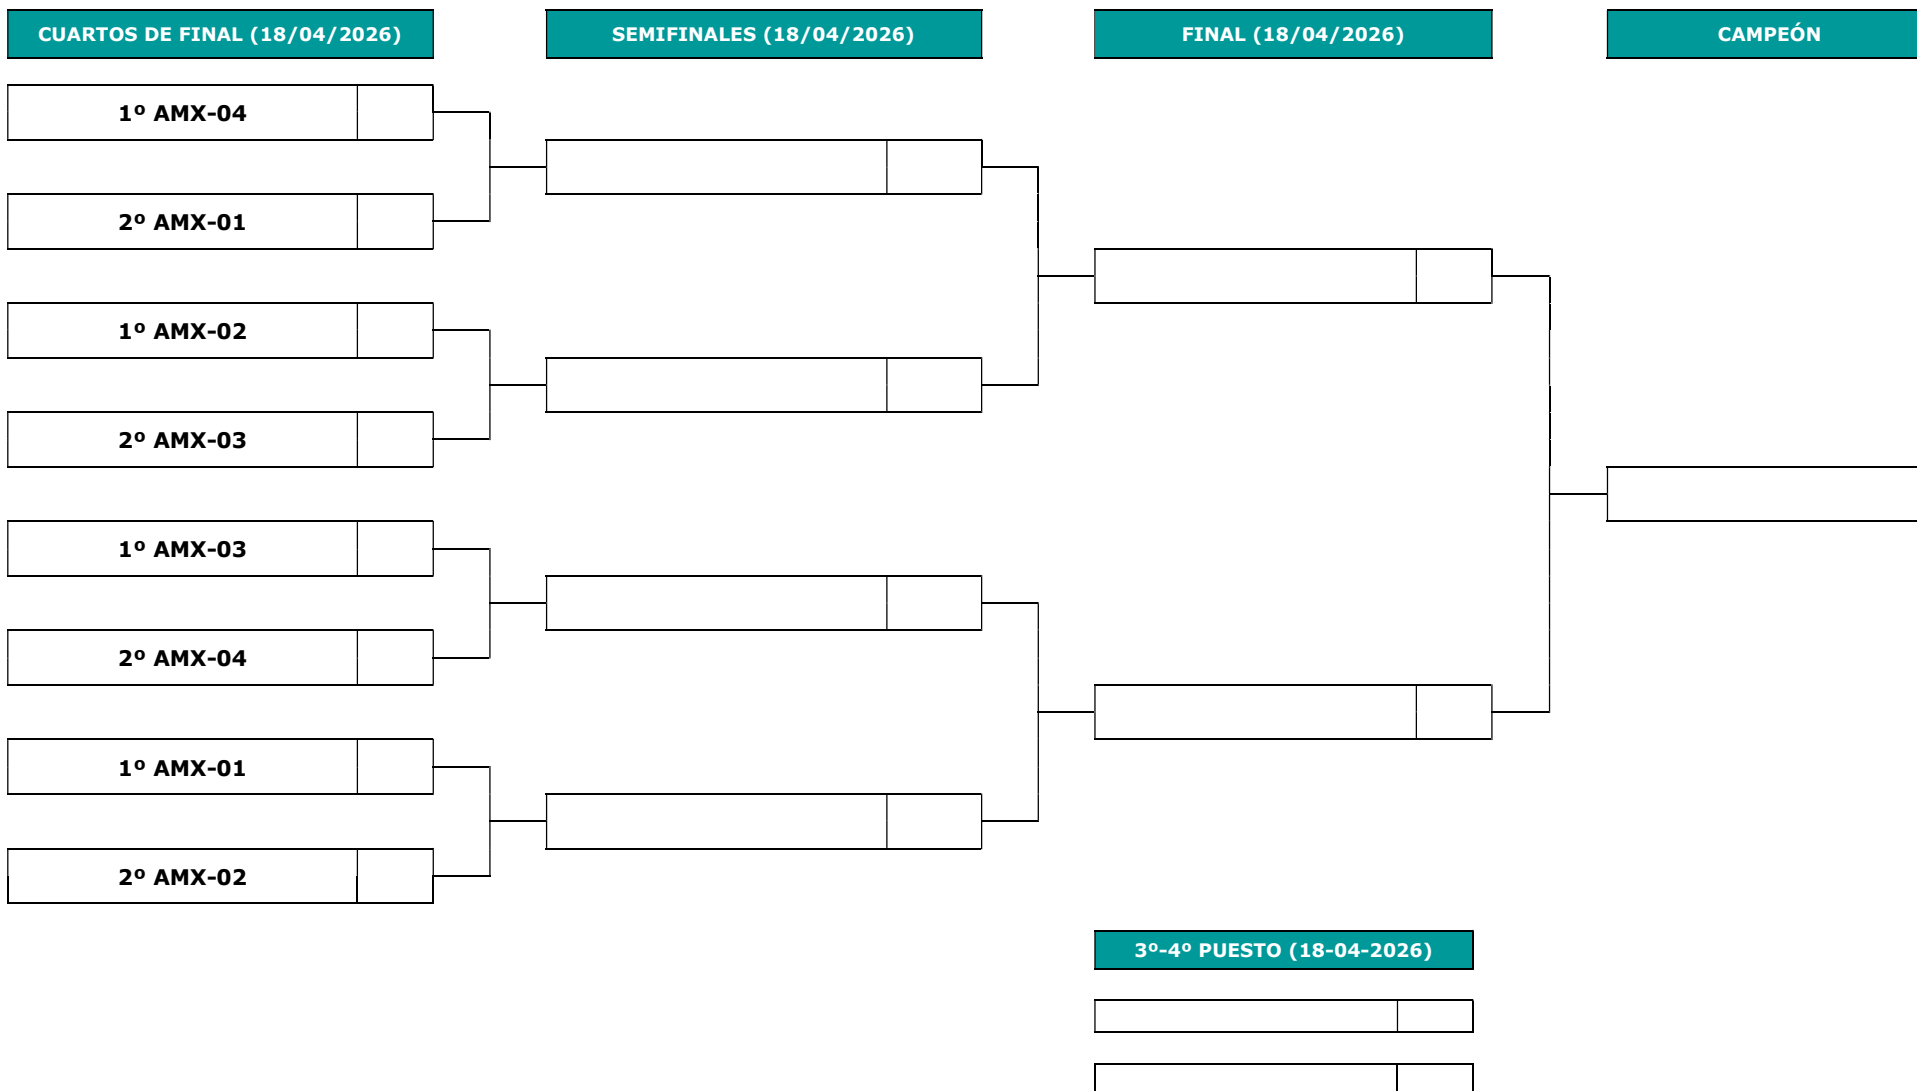 CUARTOS DE FINAL (18/04/2026)
SEMIFINALES (18/04/2026)
FINAL (18/04/2026)
CAMPEÓN
1º AMX-04
2º AMX-01
1º AMX-02
2º AMX-03
1º AMX-03
2º AMX-04
1º AMX-01
2º AMX-02
3º-4º PUESTO (18-04-2026)